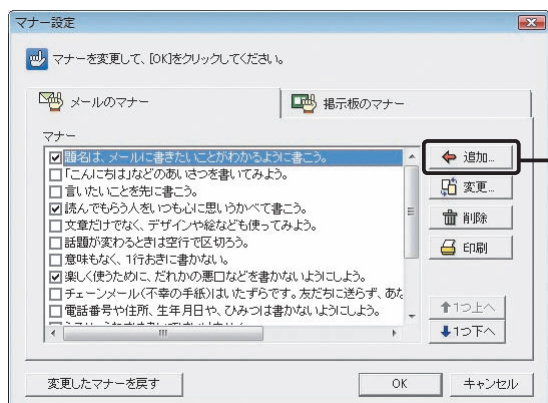 マナー設定
マナーを変更して、[OK]をクリックしてください。
メールのマナー
掲示板のマナー
マナー
題名は、メールに書きたいことがわかるように書こう。
「こんにちは」などのあいさつを書いてみよう。
言いたいことを先に書こう。
読んでもらう人をいつも心に思いうかべて書こう。
文章だけでなく、デザインや絵なども使ってみよう。
話題が変わるときは空行で区切ろう。
意味もなく、1行おきに書かない。
楽しく使うために、だれかの悪口などを書かないようにしよう。
チェーンメール(不幸の手紙)はいたずらです。友だちに送らず、あた
電話番号や住所、生年月日や、ひみつは書かないようにしよう。
追加...
変更...
削除
印刷
1つ上へ
1つ下へ
変更したマナーを戻す
OK
キャンセル